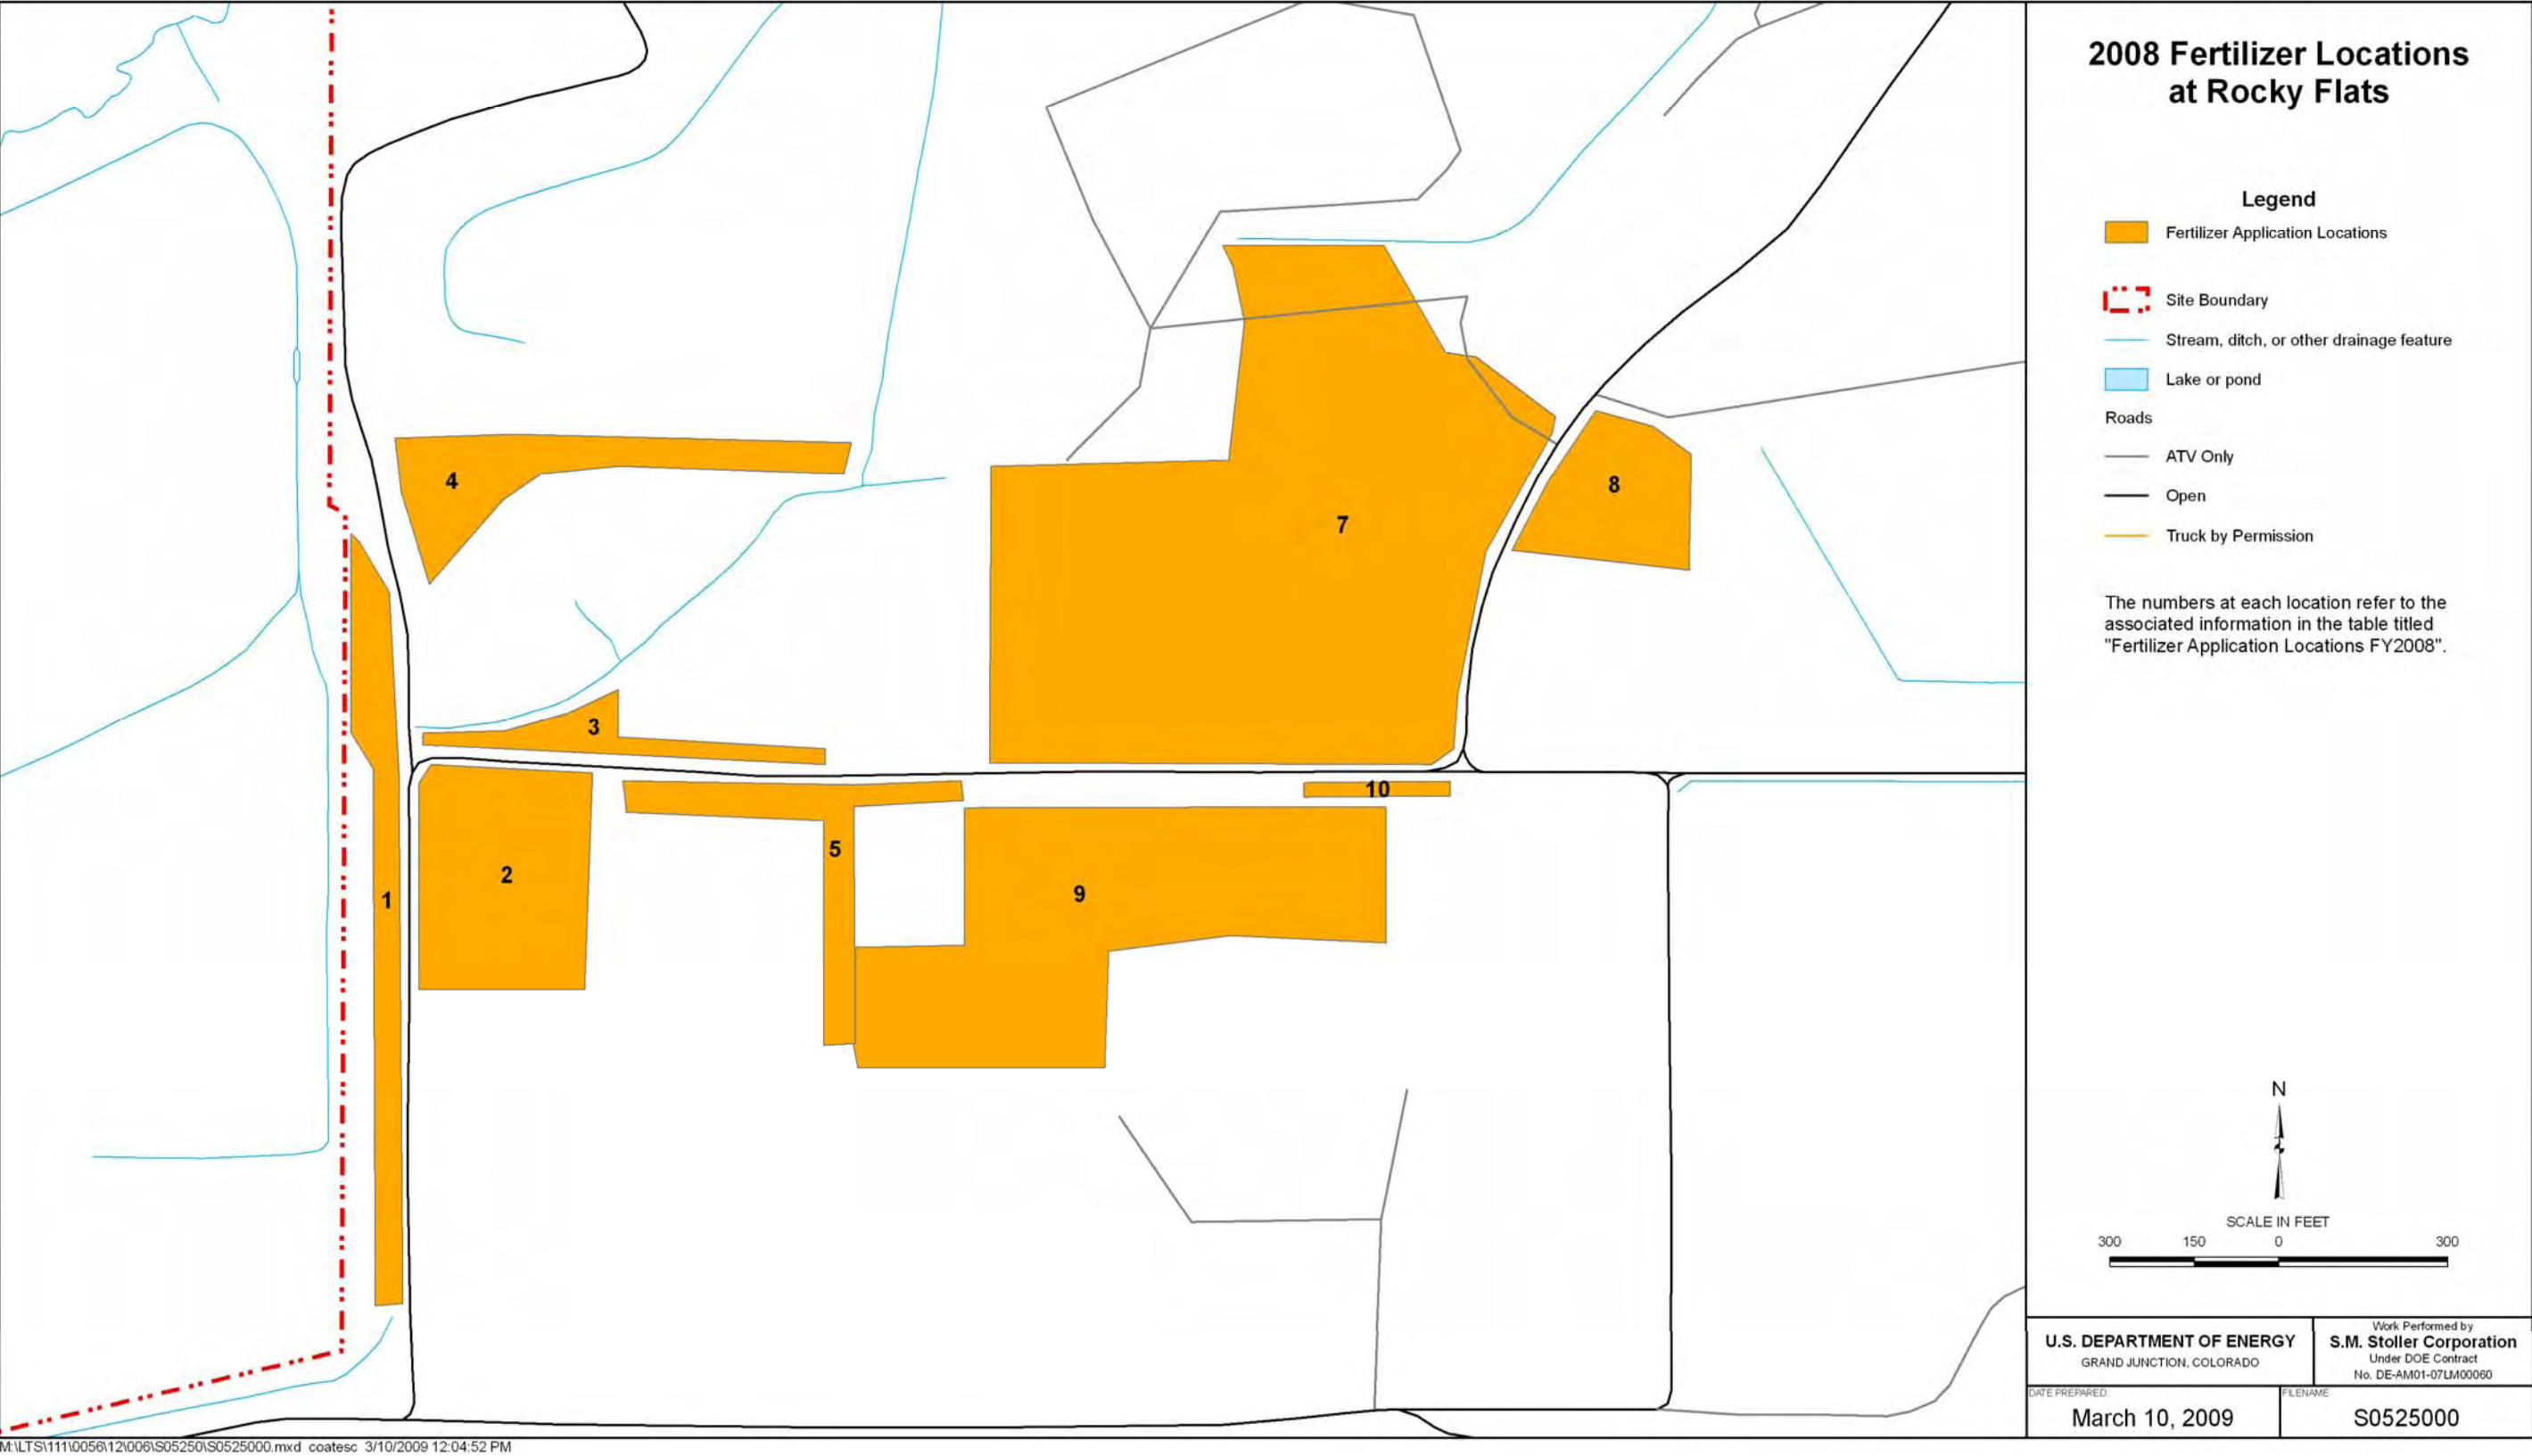 2008 Fertilizer Locations
at Rocky Flats
Legend
Fertilizer Application Locations
Site Boundary
Stream, ditch, or other drainage feature
Lake or pond
Roads
ATV Only
Open
Truck by Permission
The numbers at each location refer to the
associated information in the table titled
"Fertilizer Application Locations FY2008".
4
8
7
3
10
5
2
9
1
N
SCALE IN FEET
300 150 0 300
U.S. DEPARTMENT OF ENERGY
GRAND JUNCTION, COLORADO
Work Performed by
S.M. Stoller Corporation
Under DOE Contract
No. DE-AM01-07LM00060
DATE PREPARED:
March 10, 2009
FILENAME
S0525000
M:\LTS\111\0056\12\006\S05250\S0525000.mxd coatesc 3/10/2009 12:04:52 PM